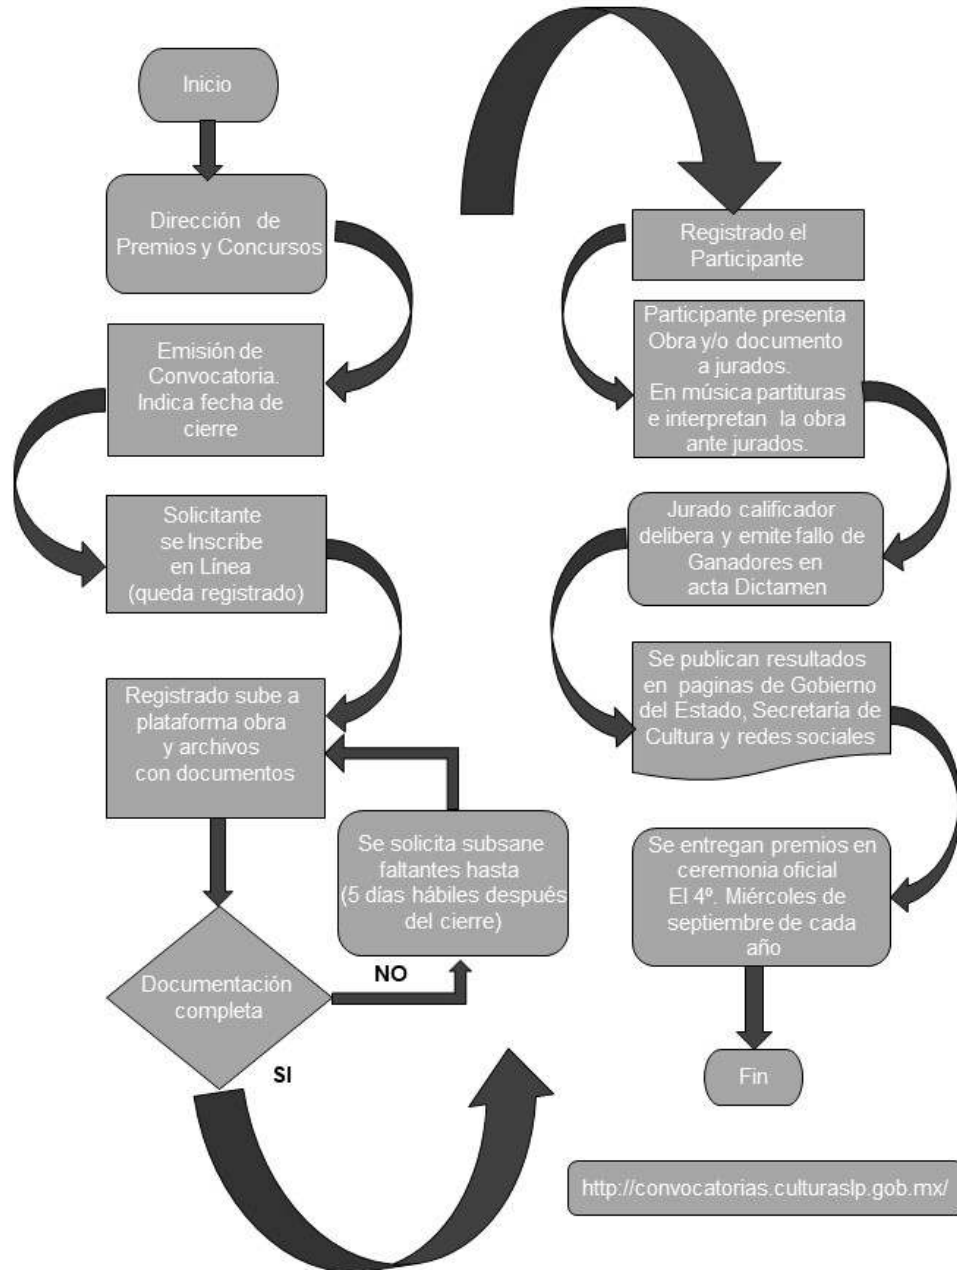 Inicio
Dirección de
Premios y Concursos
Emisión de
Convocatoria.
Indica fecha de
cierre
Solicitante
se Inscribe
en Línea
(queda registrado)
Registrado sube a
plataforma obra
y archivos
con documentos
Se solicita subsane
faltantes hasta
(5 días hábiles después
del cierre)
Documentación
completa
NO
SI
Registrado el
Participante
Participante presenta
Obra y/o documento
a jurados.
En música partituras
e interpretan la obra
ante jurados.
Jurado calificador
delibera y emite fallo de
Ganadores en
acta Dictamen
Se publican resultados
en paginas de Gobierno
del Estado, Secretaría de
Cultura y redes sociales
Se entregan premios en
ceremonia oficial
El 4º. Miércoles de
septiembre de cada
año
Fin
http://convocatorias.culturaslp.gob.mx/